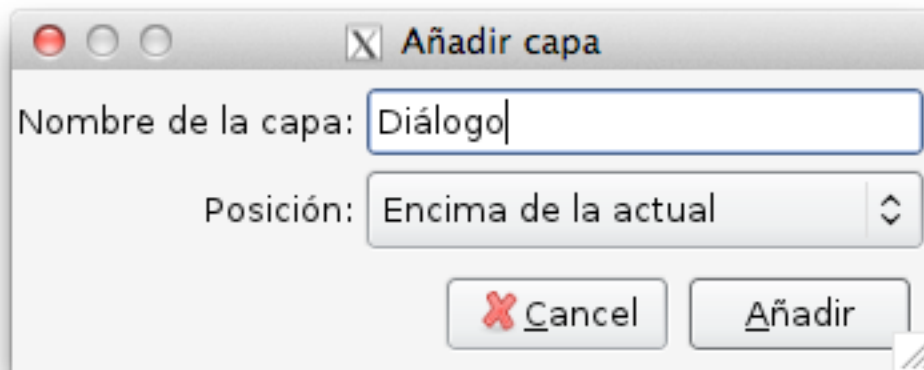 Añadir capa
Nombre de la capa: Diálogo
Posición: Encima de la actual
Cancel Añadir